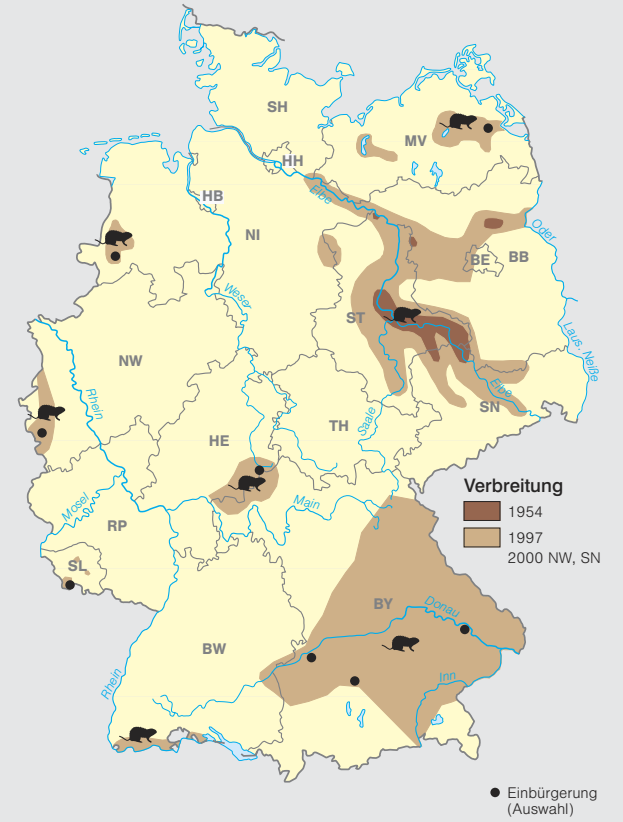 SH
MV
HH
Elbe
HB
NI
Oder
BE
BB
Weser
ST
Laus. Neiße
NW
Rhein
Elbe
SN
HE
TH
Saale
Verbreitung
1954
1997
2000 NW, SN
Mosel
Main
RP
SL
BY
Donau
BW
Inn
Rhein
Einbürgerung
(Auswahl)